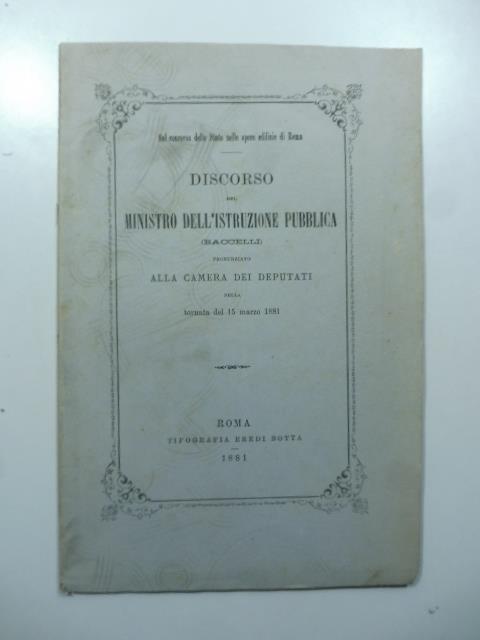 Sul concorso dello Stato nelle opere edilizie di Roma
DISCORSO
DEL
MINISTRO DELL'ISTRUZIONE PUBBLICA
(BACCELLI)
PRONUNZIATO
ALLA CAMERA DEI DEPUTATI
NELLA
tornata del 15 marzo 1881
ROMA
TIPOGRAFIA EREDI BOTTA
1881